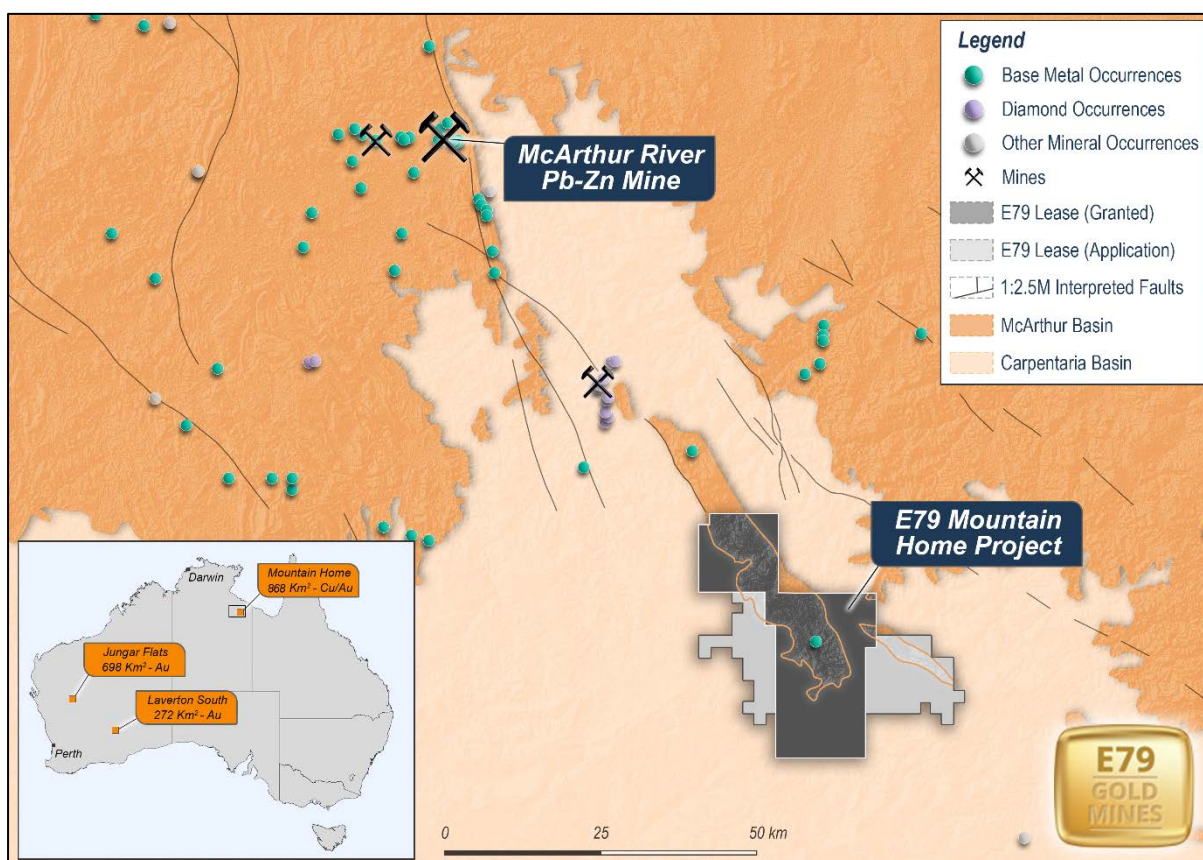 Legend
Base Metal Occurrences
Diamond Occurrences
Other Mineral Occurrences
Mines
E79 Lease (Granted)
E79 Lease (Application)
1:2.5M Interpreted Faults
McArthur Basin
Carpentaria Basin
McArthur River
Pb-Zn Mine
E79 Mountain
Home Project
Darwin
Mountain Home
868 Km² - Cu/Au
Jungar Flats
698 Km² - Au
Laverton South
272 Km² - Au
Perth
0 25 50 km
E79
GOLD
MINES